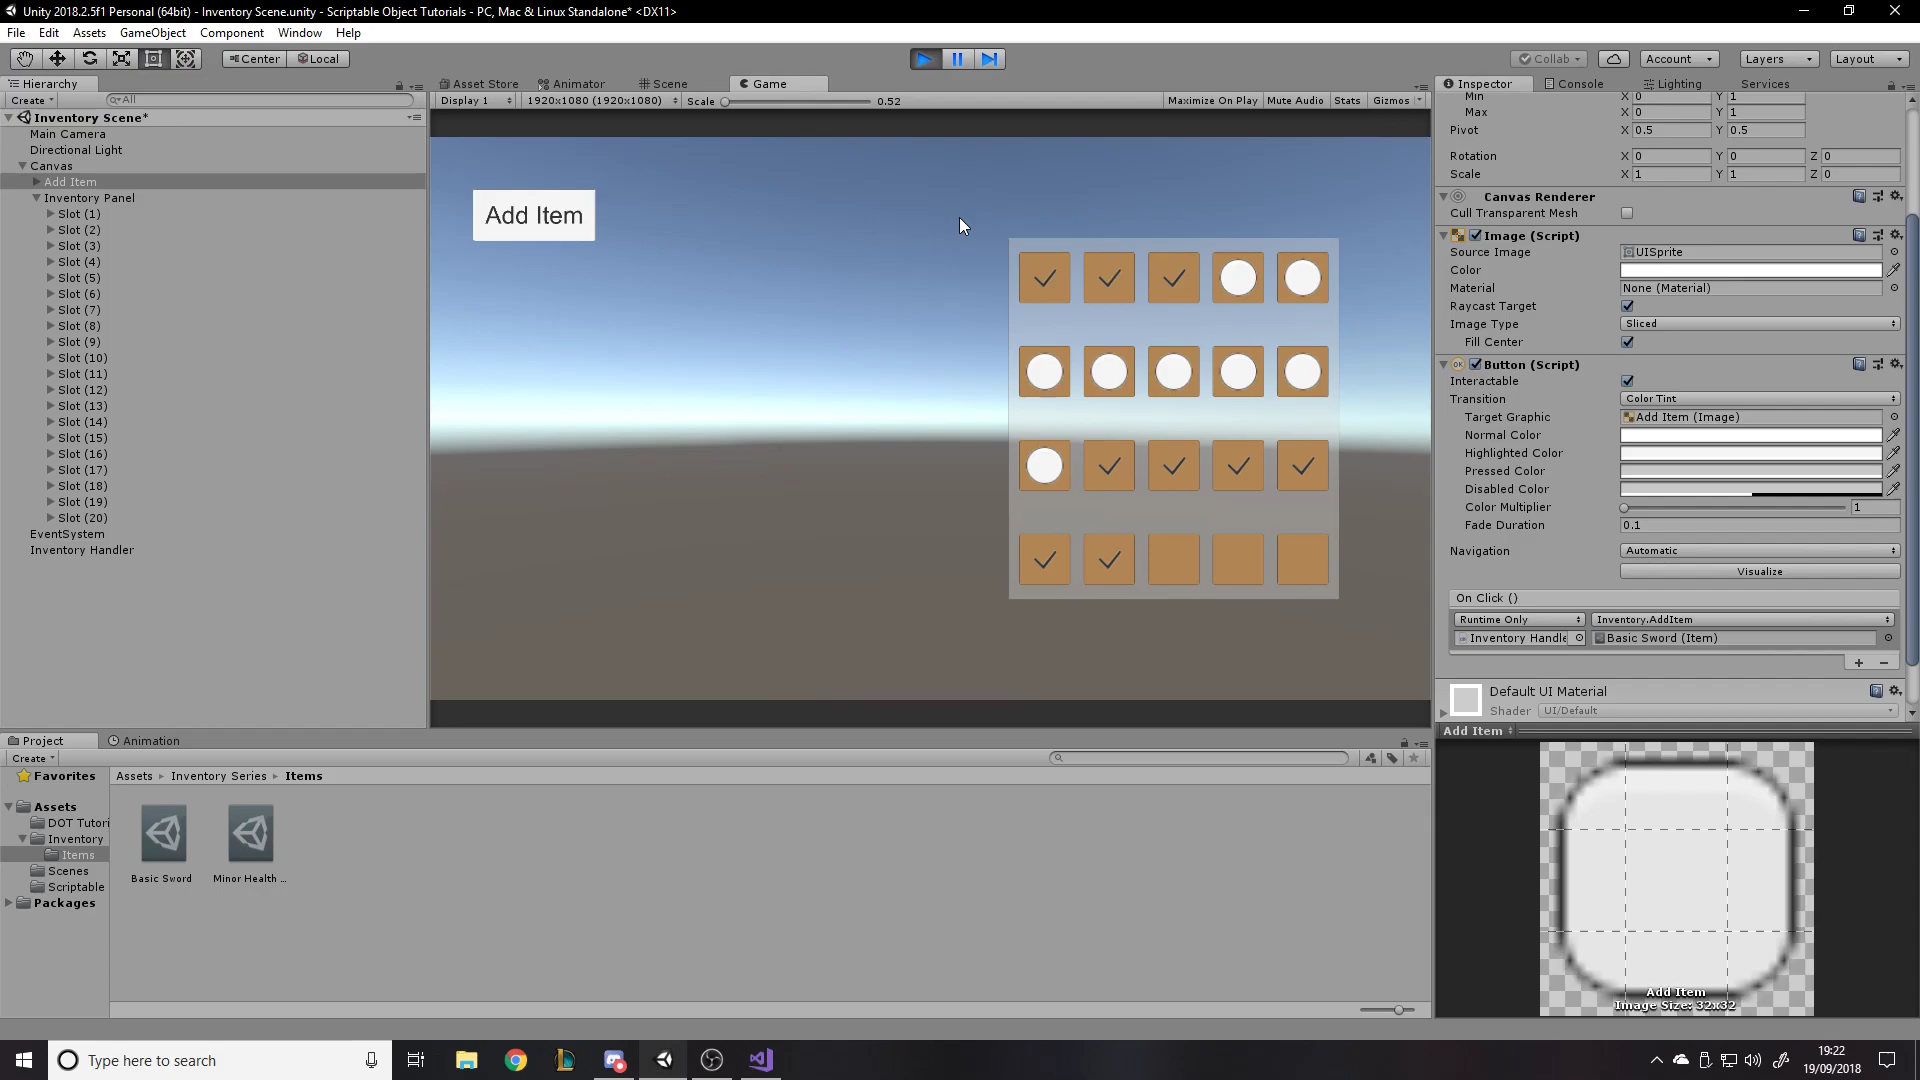 Unity 2018.2.5f1 Personal (64bit) - Inventory Scene.unity - Scriptable Object Tutorials - PC, Mac & Linux Standalone* <DX11>
File Edit Assets GameObject Component Window Help
Center Local
Collab Account Layers Layout
Hierarchy
Create All
Inventory Scene*
Main Camera
Directional Light
Canvas
Add Item
Inventory Panel
Slot (1)
Slot (2)
Slot (3)
Slot (4)
Slot (5)
Slot (6)
Slot (7)
Slot (8)
Slot (9)
Slot (10)
Slot (11)
Slot (12)
Slot (13)
Slot (14)
Slot (15)
Slot (16)
Slot (17)
Slot (18)
Slot (19)
Slot (20)
EventSystem
Inventory Handler
Asset Store Animator Scene Game
Display 1 1920x1080 (1920x1080) Scale 0.52 Maximize On Play Mute Audio Stats Gizmos
Add Item
Inspector Console Lighting Services
Min X 0 Y 1
Max X 0 Y 1
Pivot X 0.5 Y 0.5
Rotation X 0 Y 0 Z 0
Scale X 1 Y 1 Z 0
Canvas Renderer
Cull Transparent Mesh
Image (Script)
Source Image UISprite
Color
Material None (Material)
Raycast Target
Image Type Sliced
Fill Center
OK Button (Script)
Interactable
Transition Color Tint
Target Graphic Add Item (Image)
Normal Color
Highlighted Color
Pressed Color
Disabled Color
Color Multiplier 1
Fade Duration 0.1
Navigation Automatic
Visualize
On Click ()
Runtime Only Inventory.AddItem
Inventory Handle Basic Sword (Item)
Default UI Material
Shader UI/Default
Add Item
Add Item
Image Size: 32x32
Project Animation
Create
Favorites
Assets
DOT Tutori
Inventory
Items
Scenes
Scriptable
Packages
Assets Inventory Series Items
Basic Sword Minor Health ...
Type here to search
19:22
19/09/2018